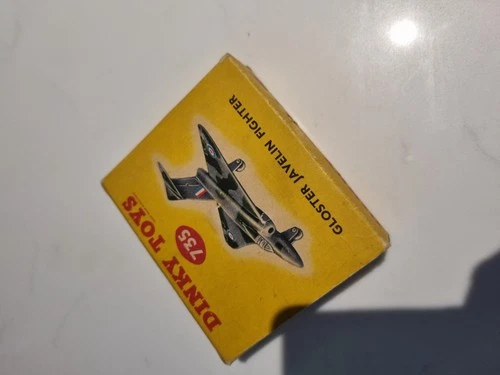 DINKY TOYS
735
GLOSTER JAVELIN FIGHTER